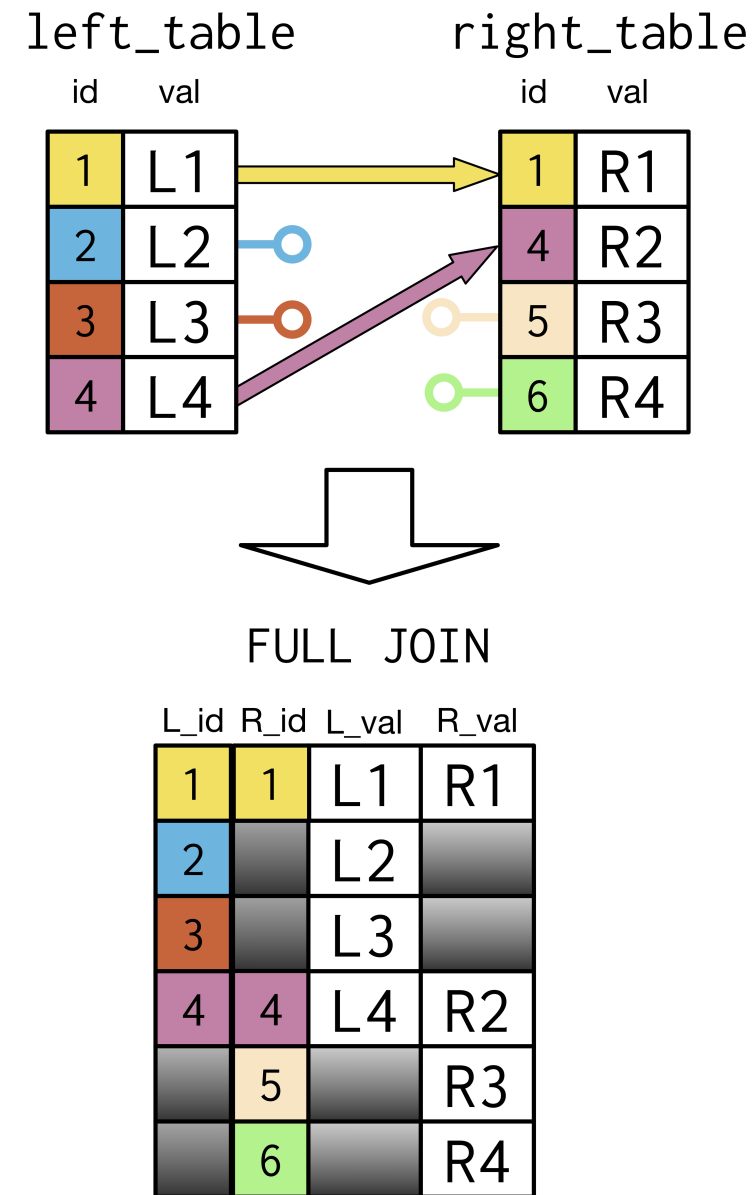 left_table right_table
id val id val
1 L1 1 R1
2 L2 4 R2
3 L3 5 R3
4 L4 6 R4
FULL JOIN
L_id R_id L_val R_val
1 1 L1 R1
2 L2
3 L3
4 4 L4 R2
5 R3
6 R4